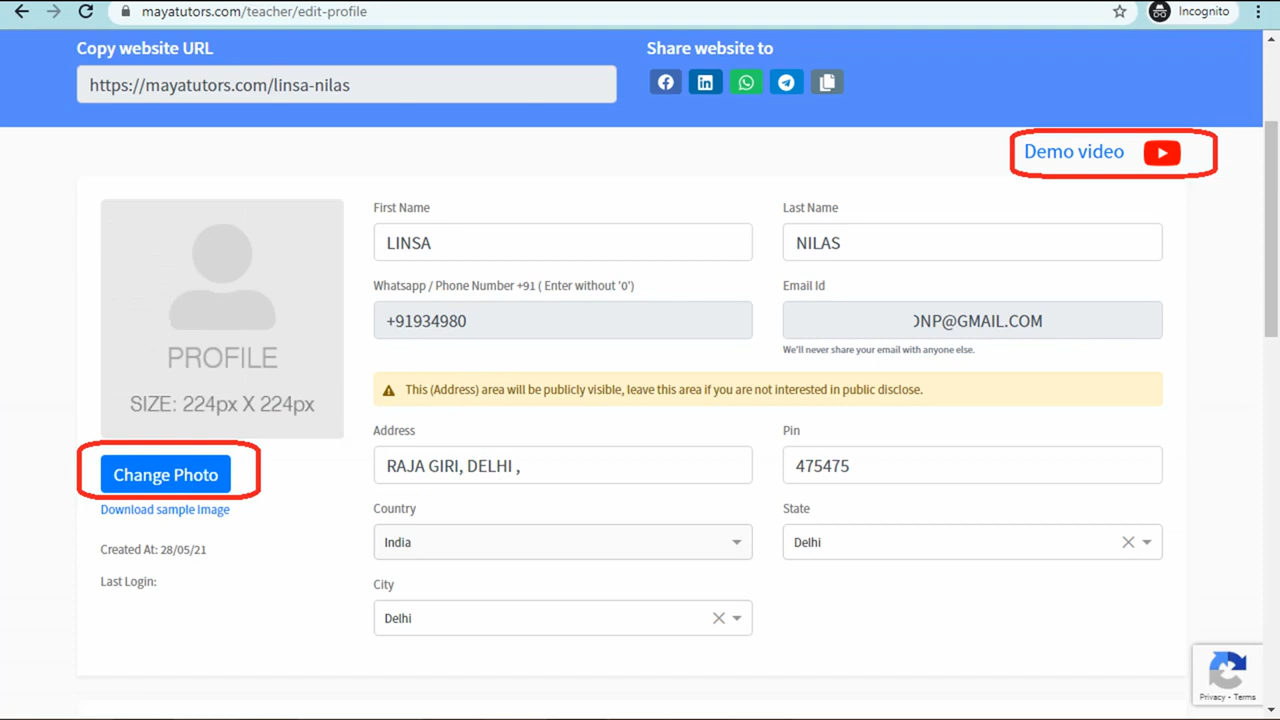 mayatutors.com/teacher/edit-profile
Incognito
Copy website URL
Share website to
https://mayatutors.com/linsa-nilas
Demo video
First Name
Last Name
LINSA
NILAS
Whatsapp / Phone Number +91 ( Enter without '0')
Email Id
+91934980
ONP@GMAIL.COM
We'll never share your email with anyone else.
PROFILE
SIZE: 224px X 224px
This (Address) area will be publicly visible, leave this area if you are not interested in public disclose.
Address
Pin
RAJA GIRI, DELHI ,
475475
Change Photo
Download sample Image
Country
State
India
Delhi
Created At: 28/05/21
Last Login:
City
Delhi
Privacy - Terms